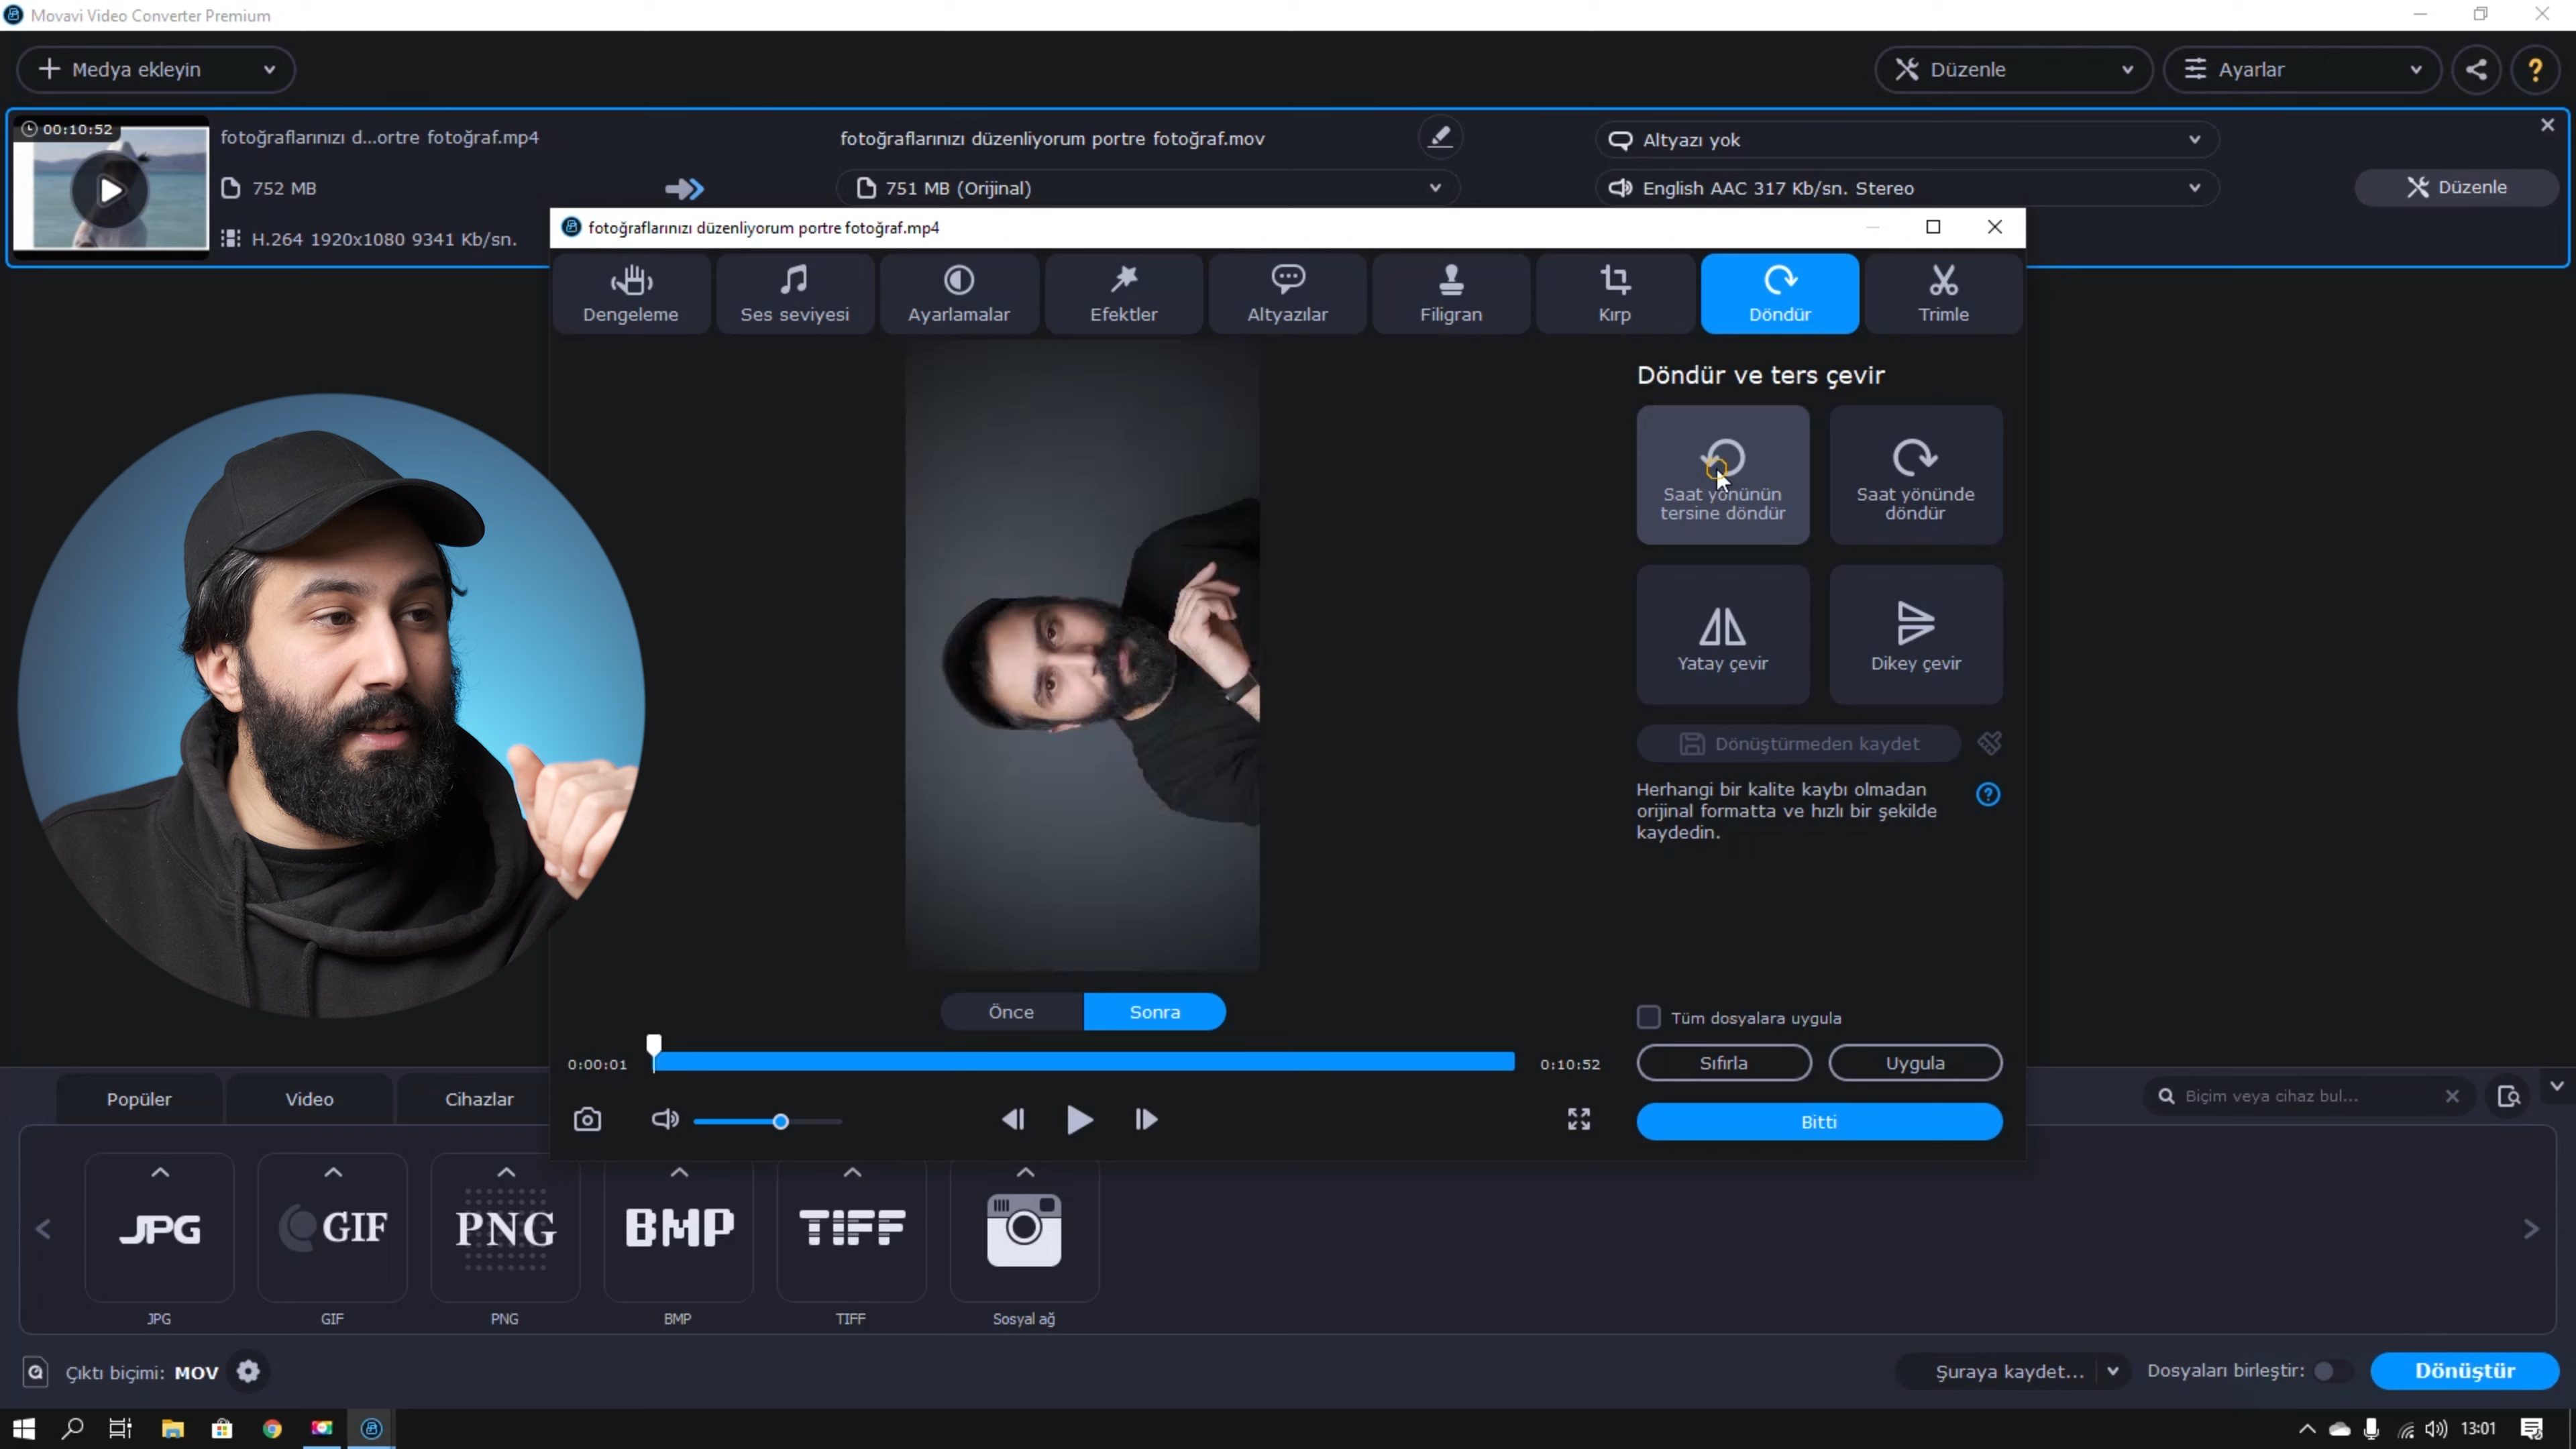 Movavi Video Converter Premium
Medya ekleyin
Düzenle
Ayarlar
?
00:10:52
fotoğraflarınızı d...ortre fotoğraf.mp4
752 MB
H.264 1920x1080 9341 Kb/sn.
fotoğraflarınızı düzenliyorum portre fotoğraf.mov
751 MB (Orijinal)
Altyazı yok
English AAC 317 Kb/sn. Stereo
Düzenle
fotoğraflarınızı düzenliyorum portre fotoğraf.mp4
Dengeleme
Ses seviyesi
Ayarlamalar
Efektler
Altyazılar
Filigran
Kırp
Döndür
Trimle
Döndür ve ters çevir
Saat yönünün
tersine döndür
Saat yönünde
döndür
Yatay çevir
Dikey çevir
Dönüştürmeden kaydet
Herhangi bir kalite kaybı olmadan
orijinal formatta ve hızlı bir şekilde
kaydedin.
?
Önce
Sonra
Tüm dosyalara uygula
0:00:01
0:10:52
Sıfırla
Uygula
Bitti
Popüler
Video
Cihazlar
Biçim veya cihaz bul...
JPG
GIF
PNG
BMP
TIFF
JPG
GIF
PNG
BMP
TIFF
Sosyal ağ
Çıktı biçimi: MOV
Şuraya kaydet...
Dosyaları birleştir:
Dönüştür
13:01